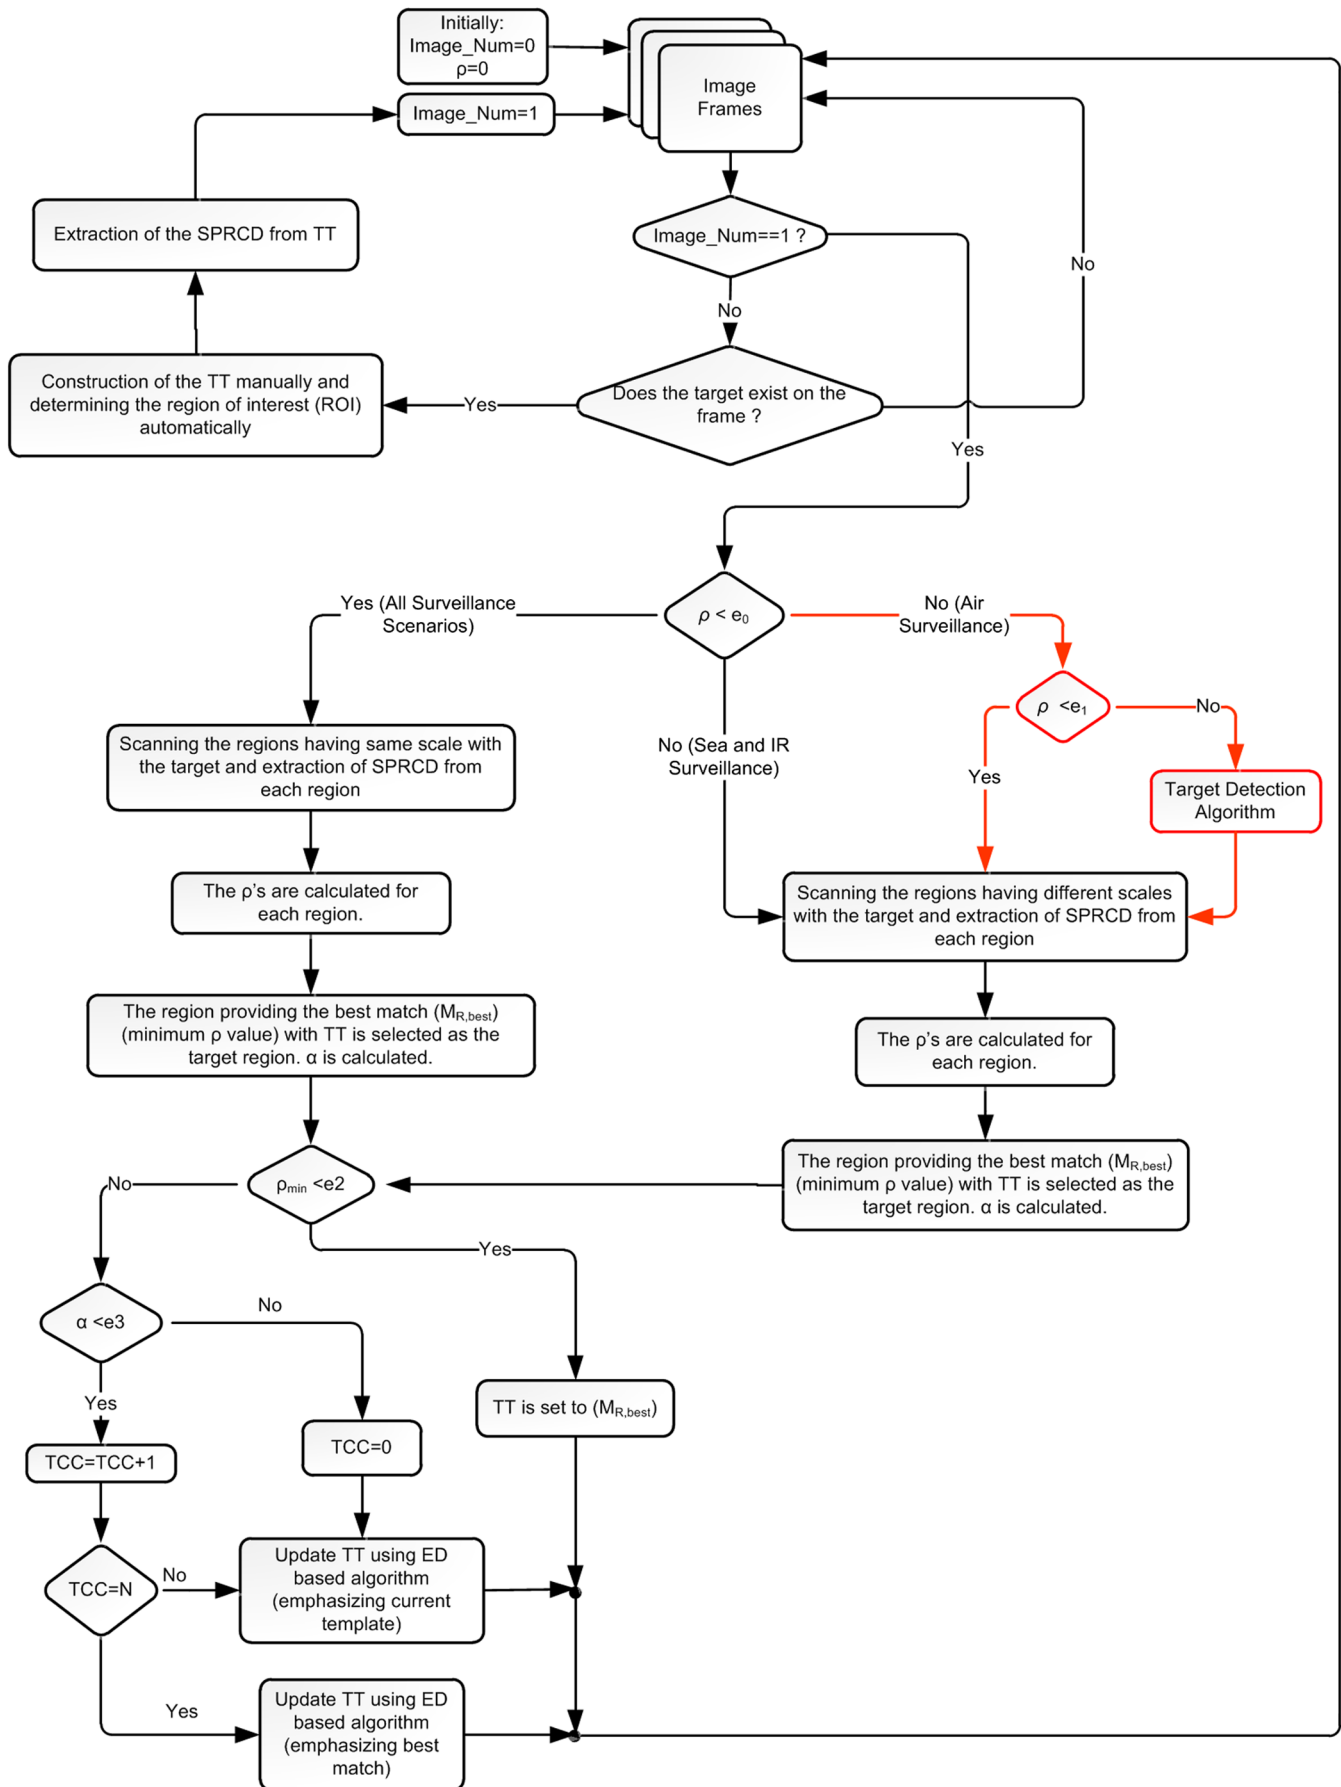 Initially:
Image_Num=0
ρ=0
Image
Frames
Image_Num=1
Extraction of the SPRCD from TT
Image_Num==1 ?
No
No
Construction of the TT manually and
determining the region of interest (ROI)
automatically
Yes
Does the target exist on the
frame ?
Yes
Yes (All Surveillance
Scenarios)
ρ < e₀
No (Air
Surveillance)
ρ <e₁
No
No (Sea and IR
Surveillance)
Yes
Scanning the regions having same scale with
the target and extraction of SPRCD from
each region
Target Detection
Algorithm
The ρ's are calculated for
each region.
Scanning the regions having different scales
with the target and extraction of SPRCD from
each region
The region providing the best match (M_R,best)
(minimum ρ value) with TT is selected as the
target region. α is calculated.
The ρ's are calculated for
each region.
The region providing the best match (M_R,best)
(minimum ρ value) with TT is selected as the
target region. α is calculated.
No
ρmin <e2
Yes
α <e3
No
Yes
TT is set to (M_R,best)
TCC=TCC+1
TCC=0
TCC=N
No
Update TT using ED
based algorithm
(emphasizing current
template)
Yes
Update TT using ED
based algorithm
(emphasizing best
match)